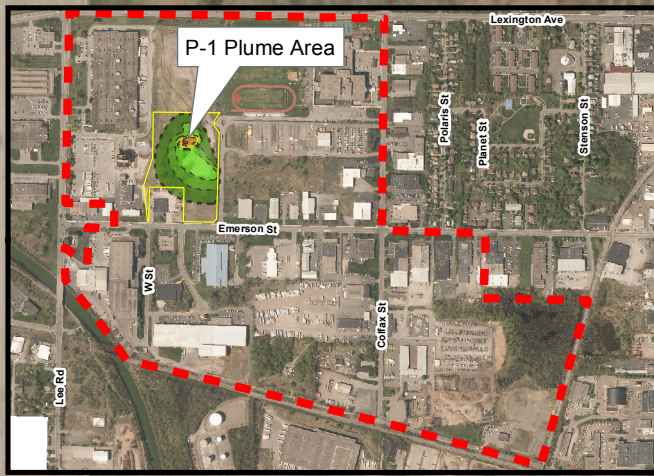 Lexington Ave
P-1 Plume Area
Polaris St
Planet St
Stenson St
Emerson St
W St
Colfax St
Lee Rd